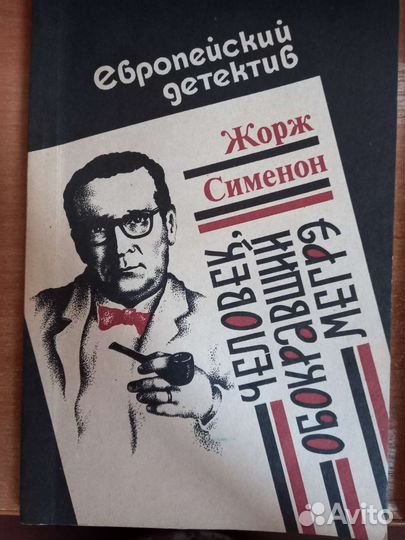 Европейский
детектив
Жорж
Сименон
ЧЕЛОВЕК,
ОБОКРАВШИЙ
МЕГРЭ
Avito